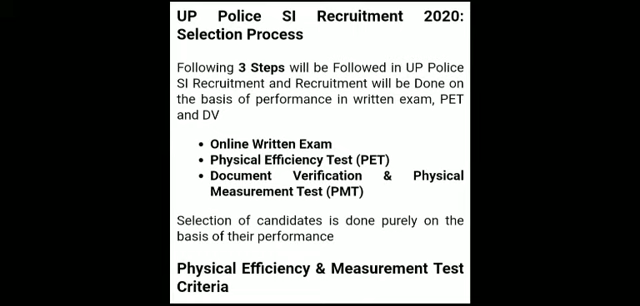 UP Police SI Recruitment 2020:
Selection Process
Following 3 Steps will be Followed in UP Police
SI Recruitment and Recruitment will be Done on
the basis of performance in written exam, PET
and DV
• Online Written Exam
• Physical Efficiency Test (PET)
• Document Verification & Physical
Measurement Test (PMT)
Selection of candidates is done purely on the
basis of their performance
Physical Efficiency & Measurement Test
Criteria